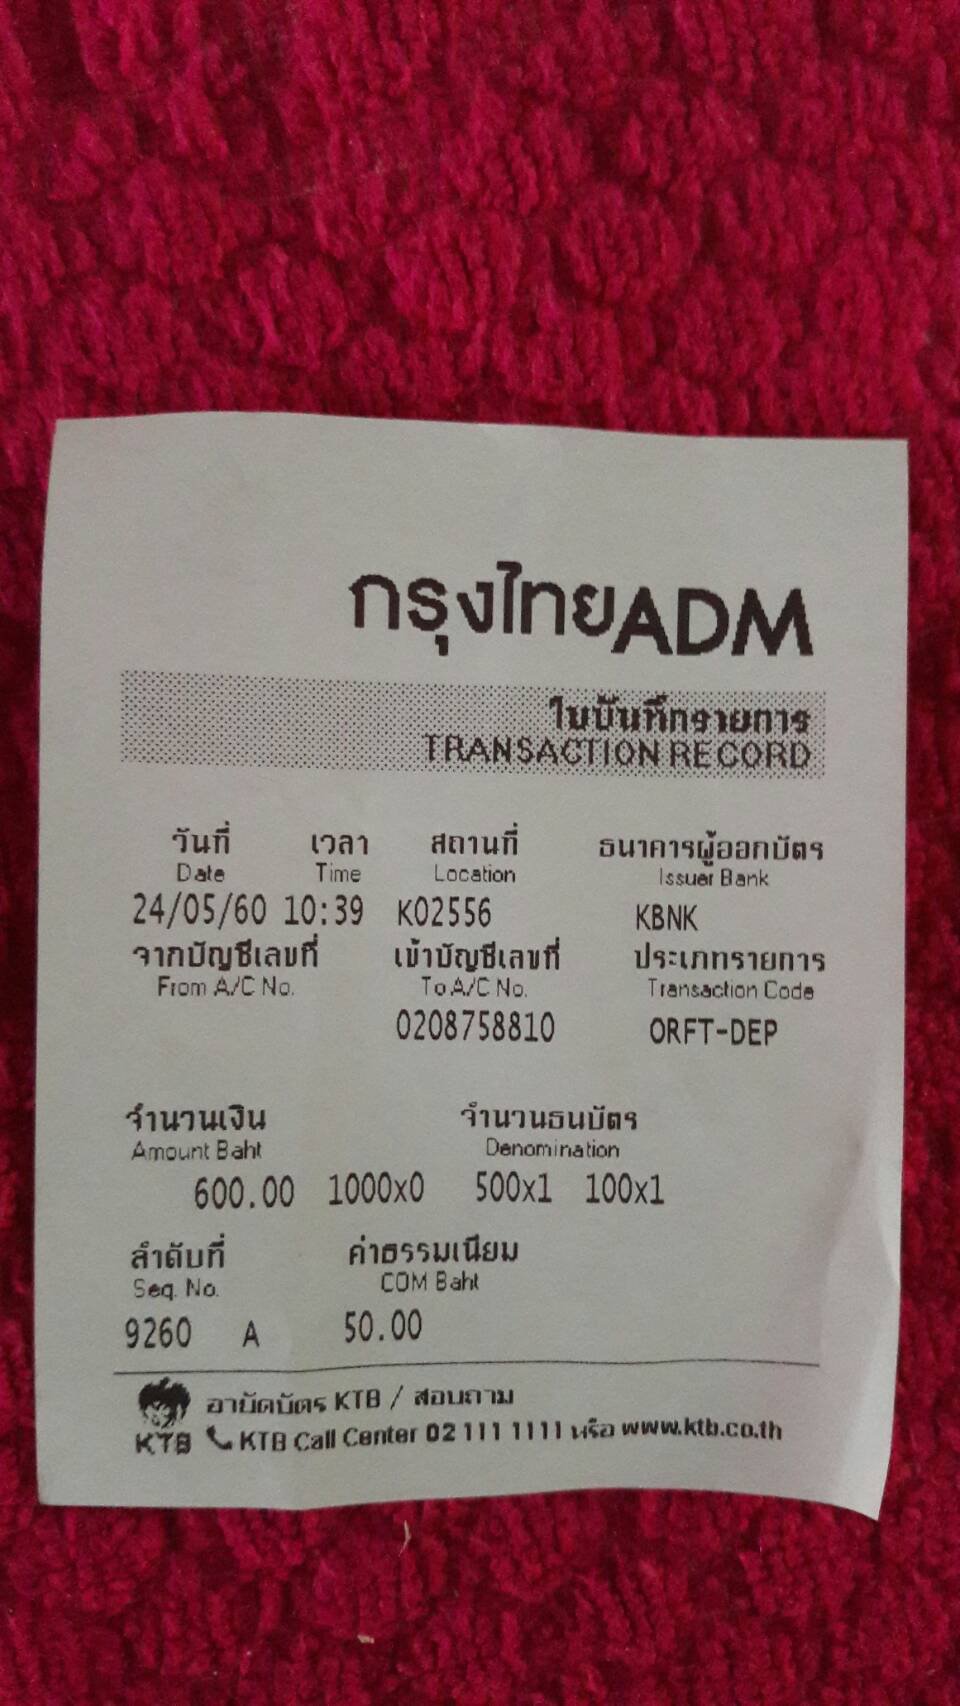 กรุงไทยADM
ใบบันทึกรายการ
TRANSACTION RECORD
วันที่ เวลา สถานที่ ธนาคารผู้ออกบัตร
Date Time Location Issuer Bank
24/05/60 10:39 K02556 KBNK
จากบัญชีเลขที่ เข้าบัญชีเลขที่ ประเภทรายการ
From A/C No. To A/C No. Transaction Code
0208758810 ORFT-DEP
จำนวนเงิน จำนวนธนบัตร
Amount Baht Denomination
600.00 1000x0 500x1 100x1
ลำดับที่ ค่าธรรมเนียม
Seq. No. COM Baht
9260 A 50.00
อายัดบัตร KTB / สอบถาม
KTB KTB Call Center 02 111 1111 หรือ www.ktb.co.th